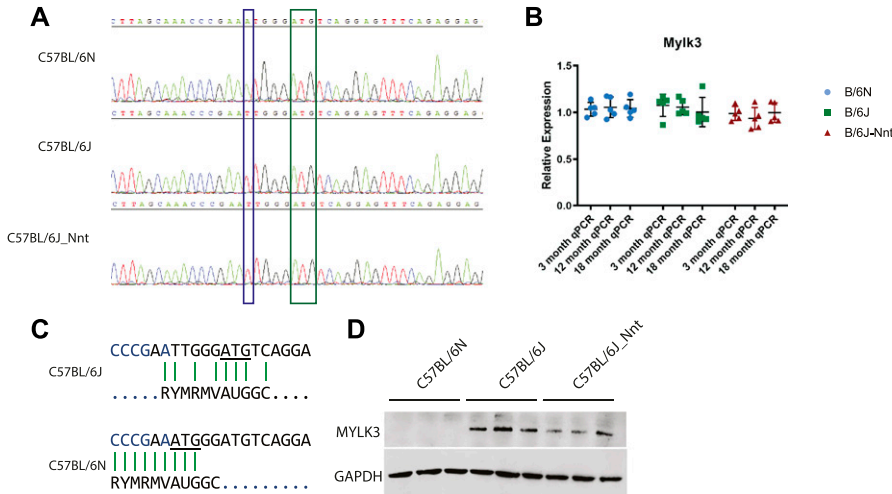 A
CTTAGCAAACCCGAAATGGGATGTCAGGAGTTTCAGAGGAG
C57BL/6N
CTTAGCAAACCCGAATTGGGATGTCAGGAGTTTCAGAGGAG
C57BL/6J
CTTAGCAAACCCGAATTGGGATGTCAGGAGTTTCAGAGGAG
C57BL/6J_Nnt
B
Mylk3
Relative Expression
1.5
1.0
0.5
0.0
3 month qPCR
12 month qPCR
18 month qPCR
3 month qPCR
12 month qPCR
18 month qPCR
3 month qPCR
12 month qPCR
18 month qPCR
B/6N
B/6J
B/6J-Nnt
C
CCCGAATTGGGATGTCAGGA
C57BL/6J
.....RYMRMVAUGGC....
CCCGAAATGGGATGTCAGGA
C57BL/6N
RYMRMVAUGGC.........
D
C57BL/6N
C57BL/6J
C57BL/6J_Nnt
MYLK3
GAPDH